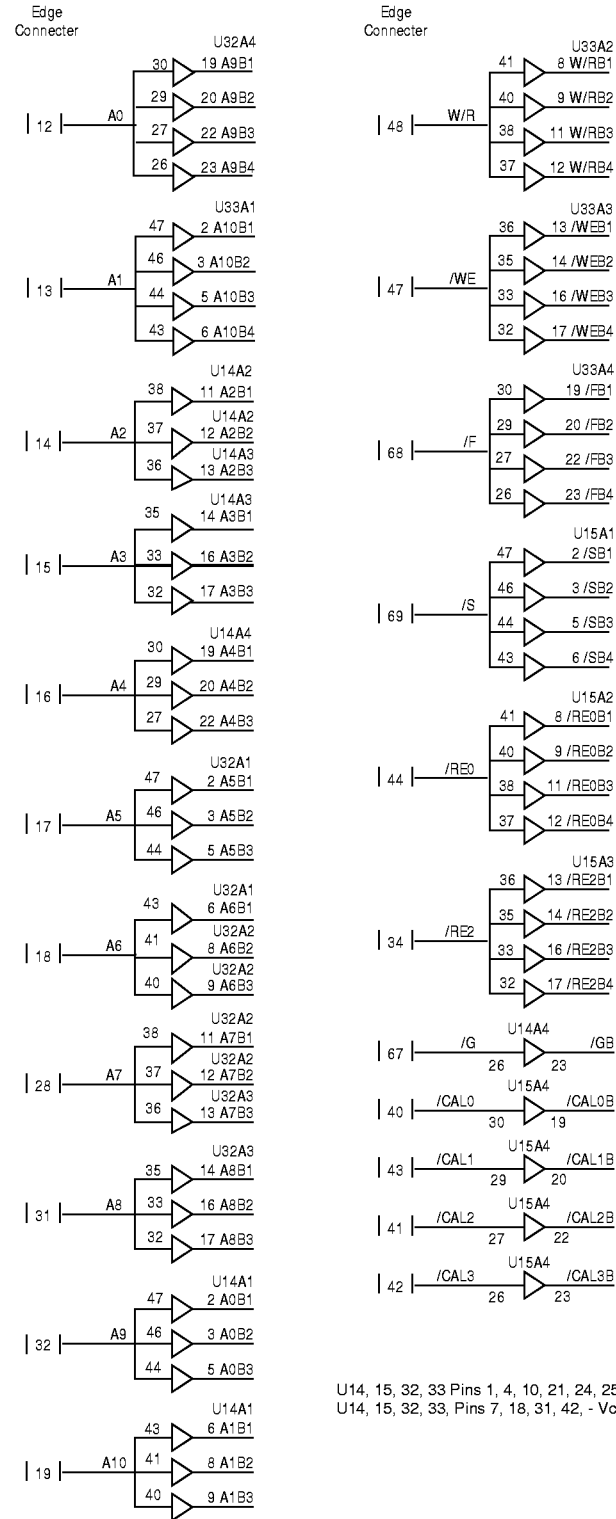 Edge
Connecter
U32A4
30 19 A9B1
29 20 A9B2
| 12 | A0
27 22 A9B3
26 23 A9B4
U33A1
47 2 A10B1
46 3 A10B2
| 13 | A1
44 5 A10B3
43 6 A10B4
U14A2
38 11 A2B1
U14A2
| 14 | A2 37 12 A2B2
U14A3
36 13 A2B3
U14A3
35 14 A3B1
| 15 | A3 33 16 A3B2
32 17 A3B3
U14A4
30 19 A4B1
| 16 | A4 29 20 A4B2
27 22 A4B3
U32A1
47 2 A5B1
| 17 | A5 46 3 A5B2
44 5 A5B3
U32A1
43 6 A6B1
U32A2
| 18 | A6 41 8 A6B2
U32A2
40 9 A6B3
U32A2
38 11 A7B1
U32A2
| 28 | A7 37 12 A7B2
U32A3
36 13 A7B3
U32A3
35 14 A8B1
| 31 | A8 33 16 A8B2
32 17 A8B3
U14A1
47 2 A0B1
| 32 | A9 46 3 A0B2
44 5 A0B3
U14A1
43 6 A1B1
| 19 | A10 41 8 A1B2
40 9 A1B3
Edge
Connecter
U33A2
41 8 W/RB1
40 9 W/RB2
| 48 | W/R
38 11 W/RB3
37 12 W/RB4
U33A3
36 13 /WEB1
35 14 /WEB2
| 47 | /WE
33 16 /WEB3
32 17 /WEB4
U33A4
30 19 /FB1
29 20 /FB2
| 68 | /F
27 22 /FB3
26 23 /FB4
U15A1
47 2 /SB1
46 3 /SB2
| 69 | /S
44 5 /SB3
43 6 /SB4
U15A2
41 8 /RE0B1
40 9 /RE0B2
| 44 | /RE0
38 11 /RE0B3
37 12 /RE0B4
U15A3
36 13 /RE2B1
35 14 /RE2B2
| 34 | /RE2
33 16 /RE2B3
32 17 /RE2B4
U14A4
| 67 | /G 26 23 /GB
U15A4
| 40 | /CAL0 30 19 /CAL0B
U15A4
| 43 | /CAL1 29 20 /CAL1B
U15A4
| 41 | /CAL2 27 22 /CAL2B
U15A4
| 42 | /CAL3 26 23 /CAL3B
U14, 15, 32, 33 Pins 1, 4, 10, 21, 24, 25
U14, 15, 32, 33, Pins 7, 18, 31, 42, -